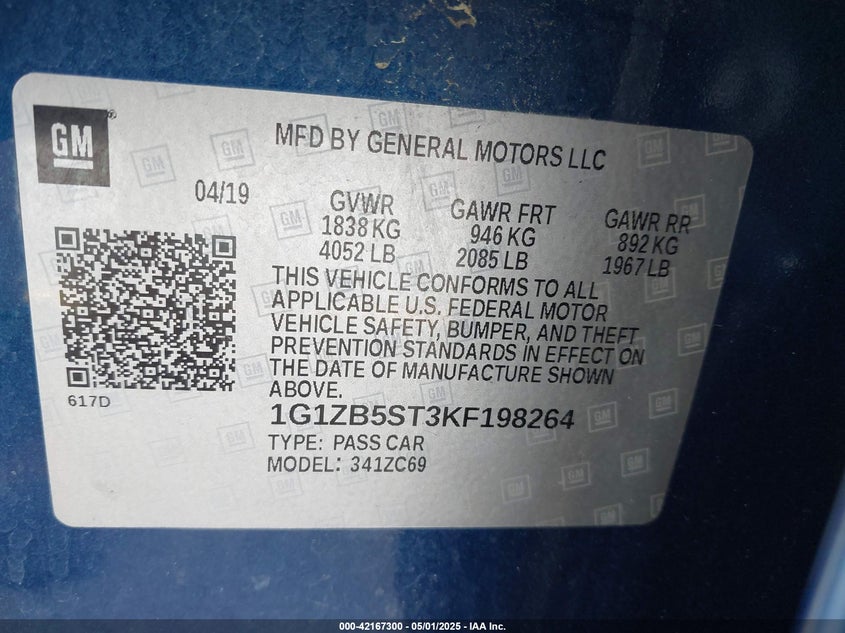 GM
MFD BY GENERAL MOTORS LLC
04/19
GVWR
1838 KG
4052 LB
GAWR FRT
946 KG
2085 LB
GAWR RR
892 KG
1967 LB
THIS VEHICLE CONFORMS TO ALL
APPLICABLE U.S. FEDERAL MOTOR
VEHICLE SAFETY, BUMPER, AND THEFT
PREVENTION STANDARDS IN EFFECT ON
THE DATE OF MANUFACTURE SHOWN
ABOVE.
617D
1G1ZB5ST3KF198264
TYPE: PASS CAR
MODEL: 341ZC69
000-42167300 - 05/01/2025 - IAA Inc.